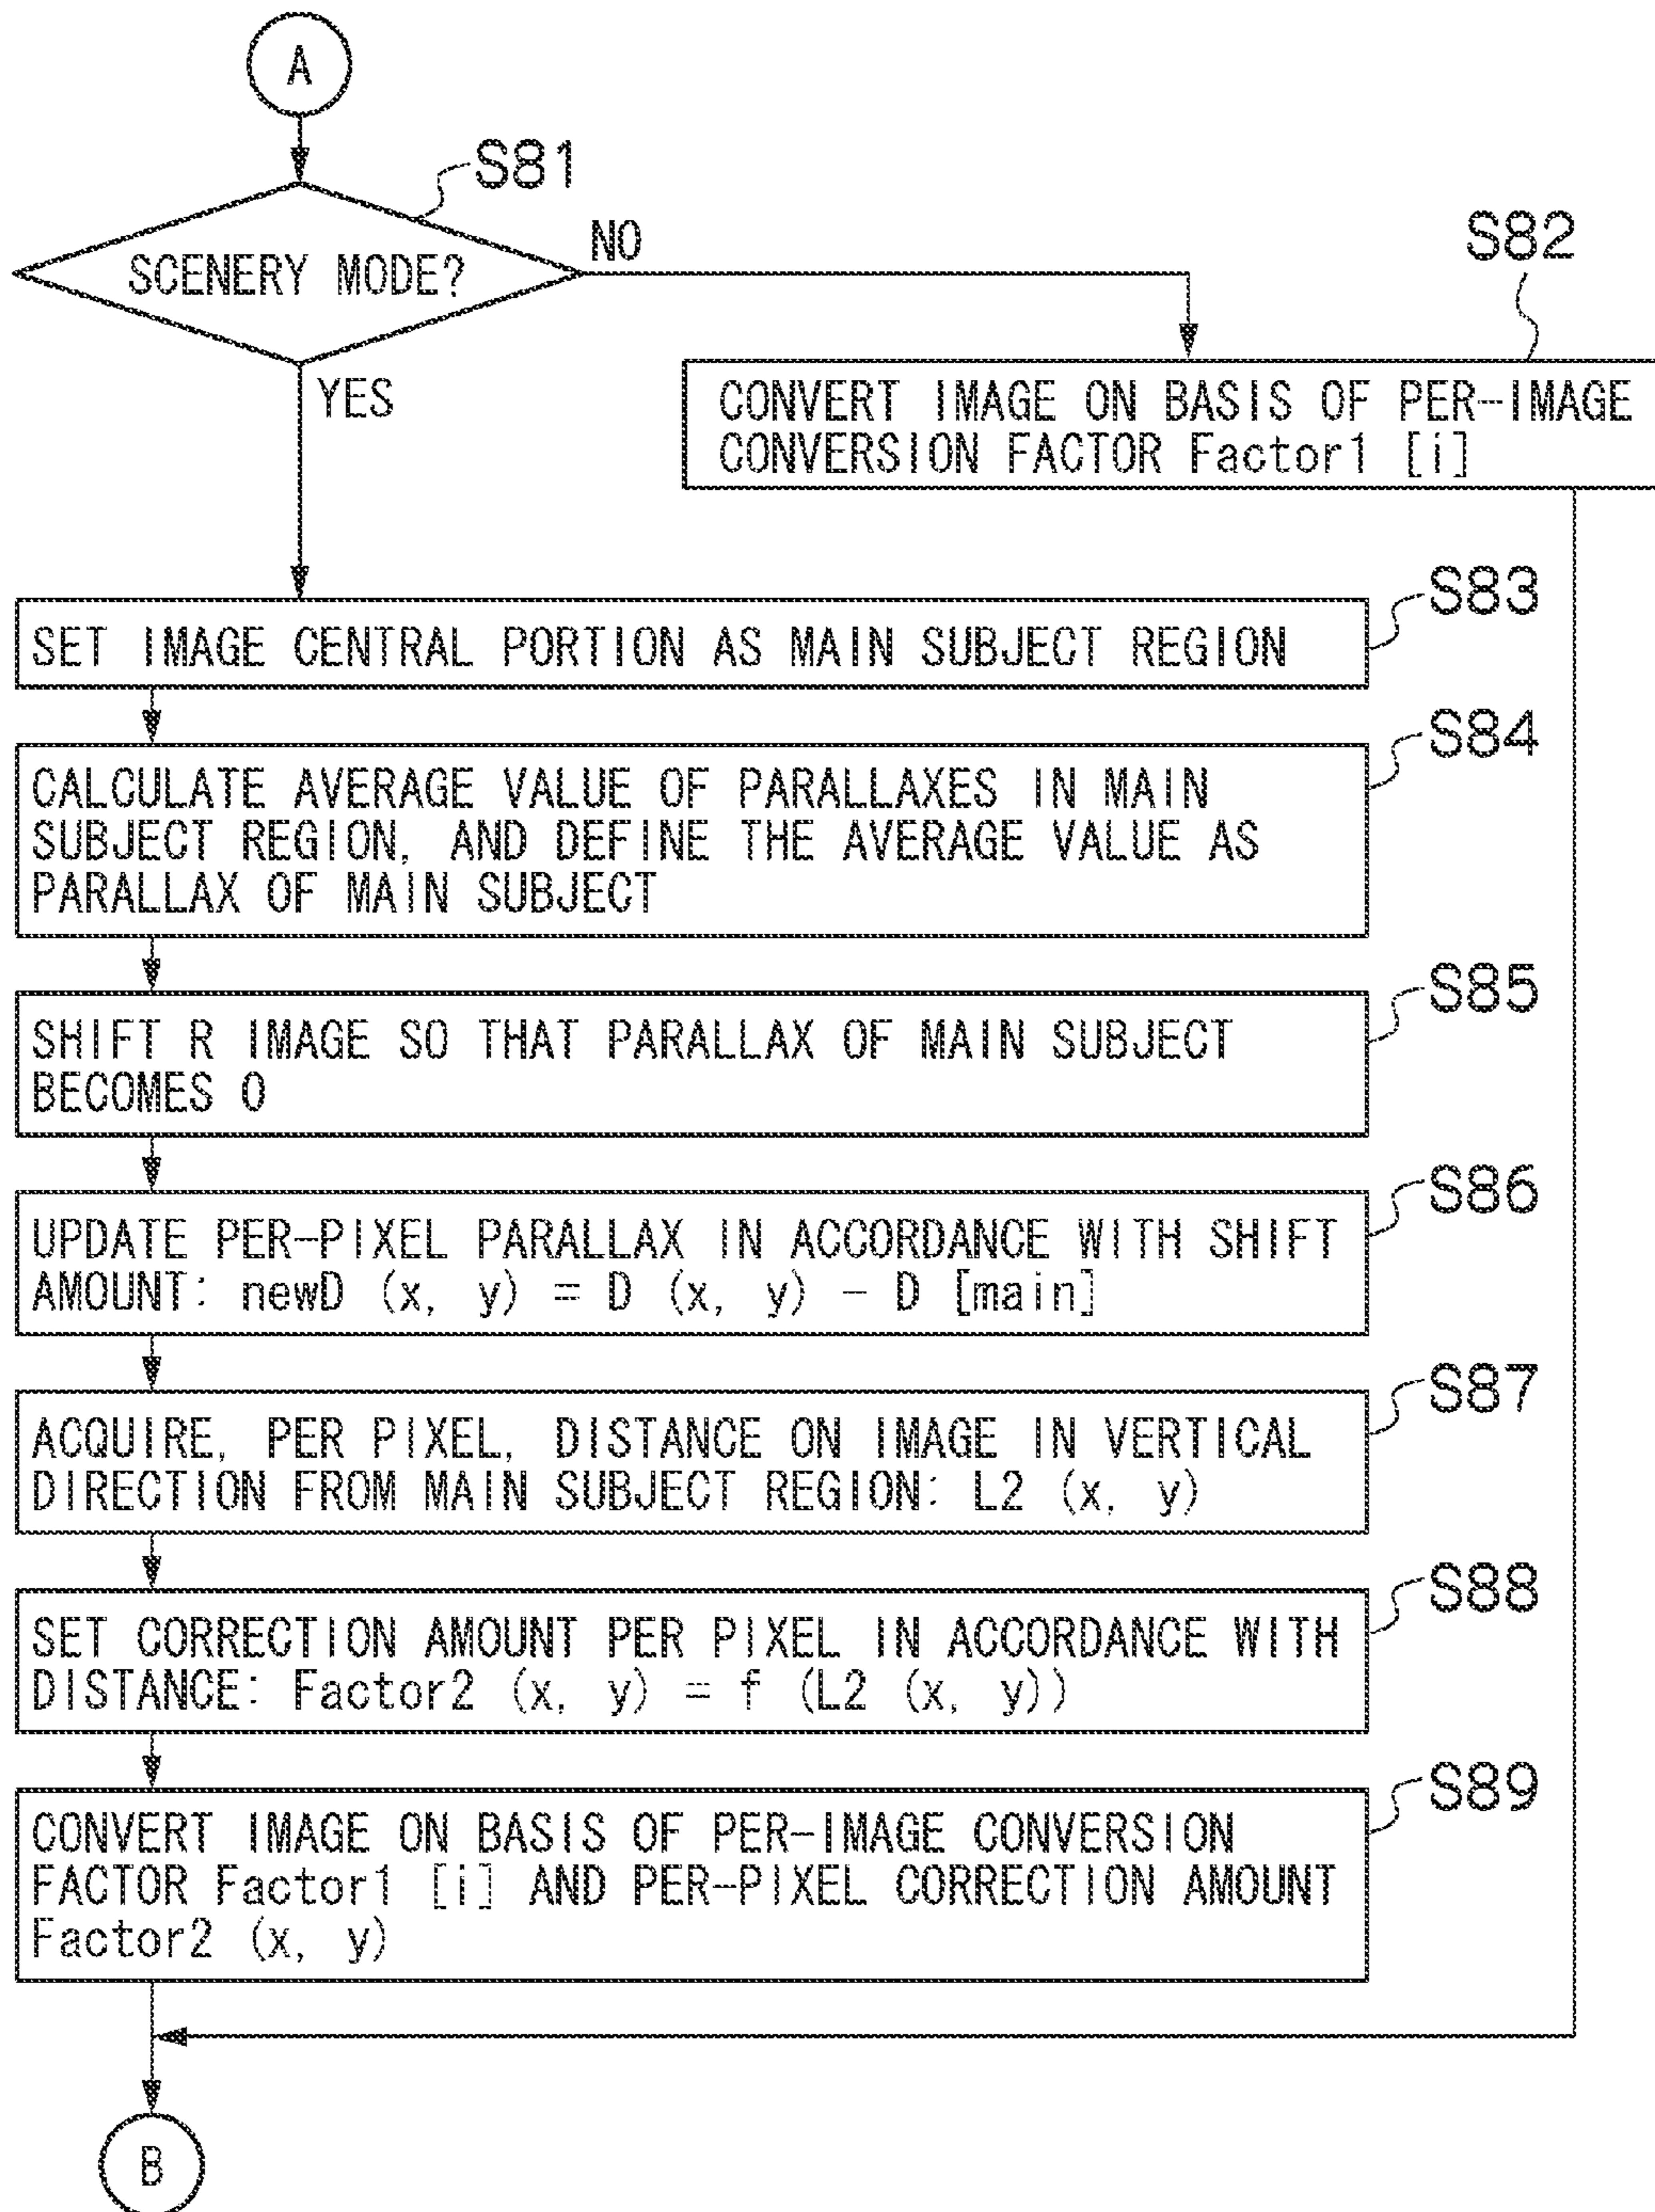 A
S81
SCENERY MODE?
NO
YES
S82
CONVERT IMAGE ON BASIS OF PER-IMAGE
CONVERSION FACTOR Factor1 [i]
S83
SET IMAGE CENTRAL PORTION AS MAIN SUBJECT REGION
S84
CALCULATE AVERAGE VALUE OF PARALLAXES IN MAIN
SUBJECT REGION, AND DEFINE THE AVERAGE VALUE AS
PARALLAX OF MAIN SUBJECT
S85
SHIFT R IMAGE SO THAT PARALLAX OF MAIN SUBJECT
BECOMES 0
S86
UPDATE PER-PIXEL PARALLAX IN ACCORDANCE WITH SHIFT
AMOUNT: newD (x, y) = D (x, y) - D [main]
S87
ACQUIRE, PER PIXEL, DISTANCE ON IMAGE IN VERTICAL
DIRECTION FROM MAIN SUBJECT REGION: L2 (x, y)
S88
SET CORRECTION AMOUNT PER PIXEL IN ACCORDANCE WITH
DISTANCE: Factor2 (x, y) = f (L2 (x, y))
S89
CONVERT IMAGE ON BASIS OF PER-IMAGE CONVERSION
FACTOR Factor1 [i] AND PER-PIXEL CORRECTION AMOUNT
Factor2 (x, y)
B